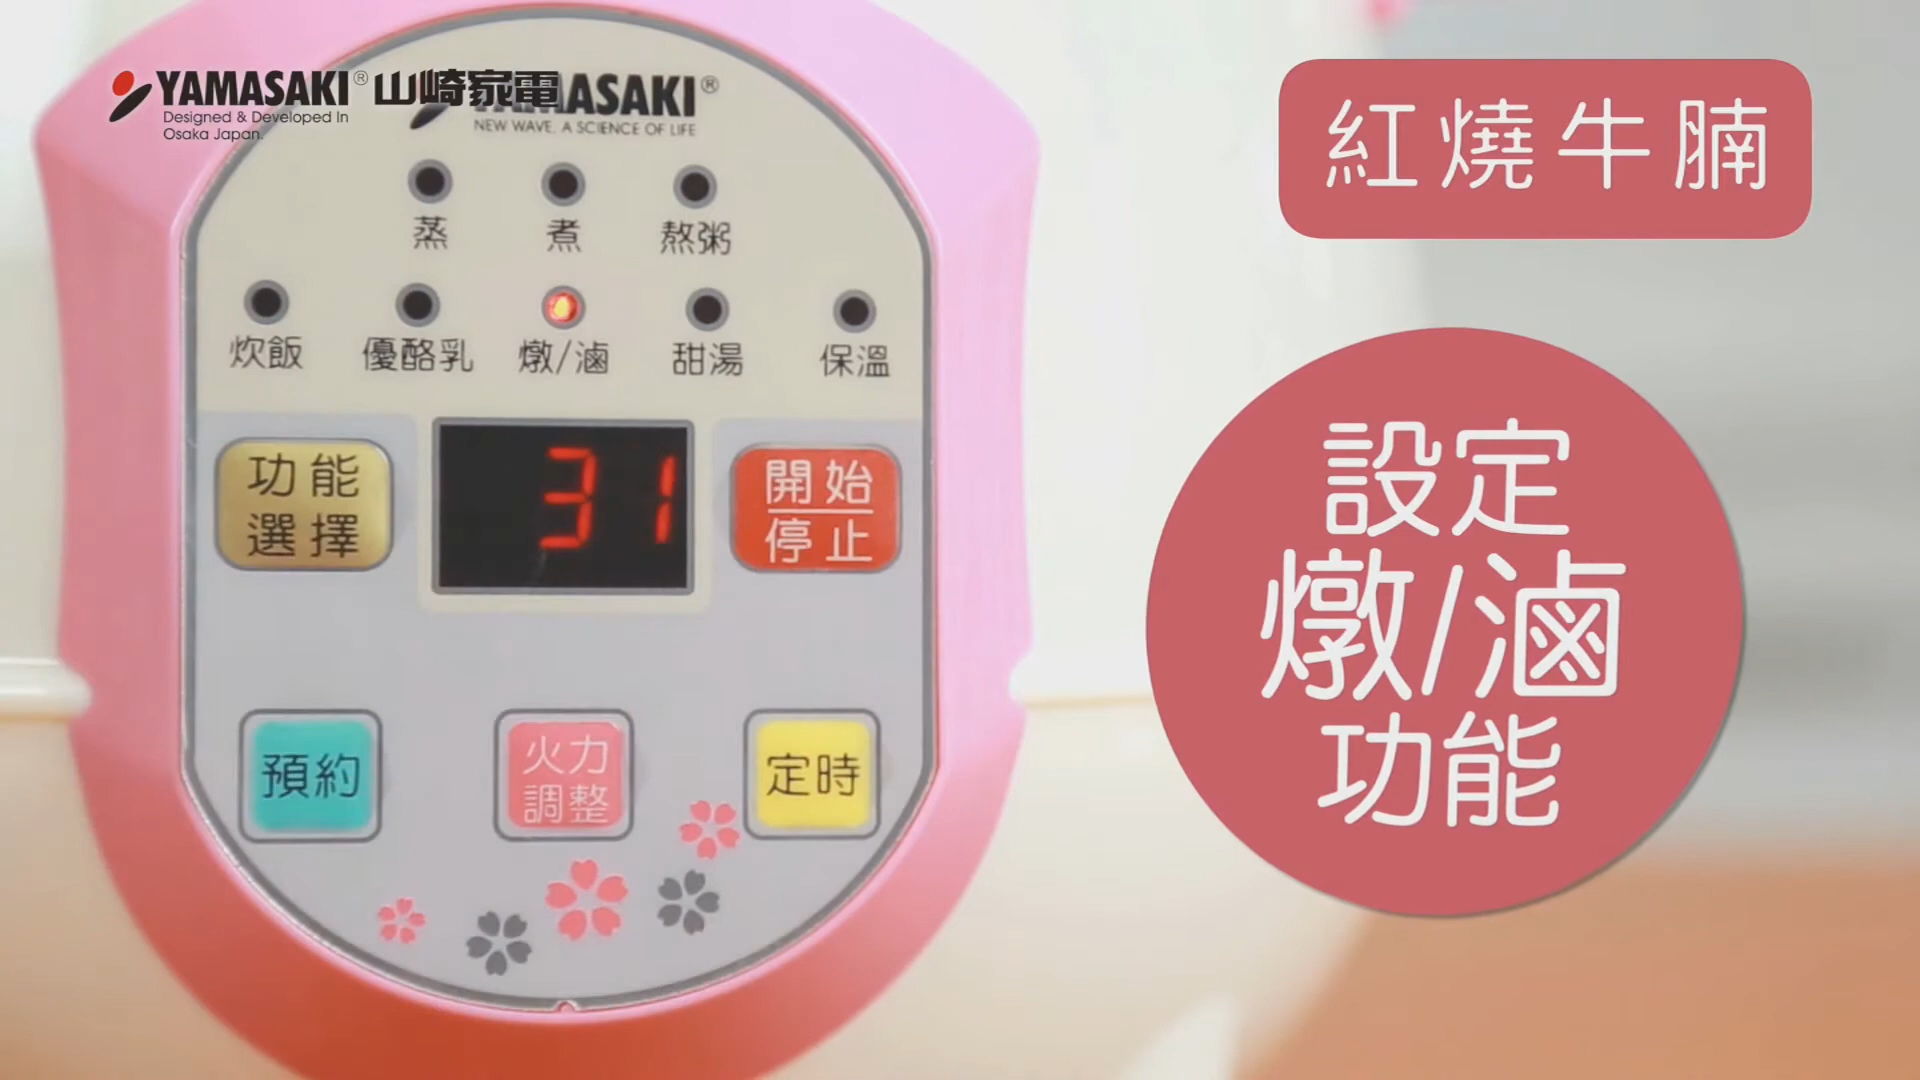 YAMASAKI® 山崎家電
Designed & Developed In
Osaka Japan.
YAMASAKI®
NEW WAVE. A SCIENCE OF LIFE
紅燒牛腩
蒸 煮 熬粥
炊飯 優酪乳 燉/滷 甜湯 保溫
功能
選擇
31
開始
停止
設定
燉/滷
功能
預約
火力
調整
定時